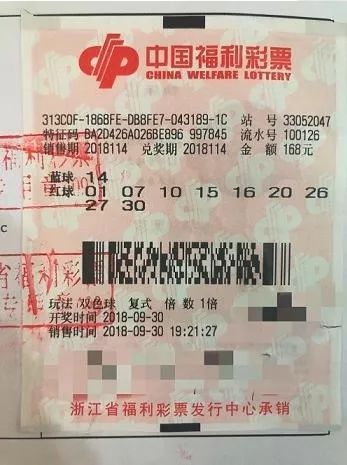 中国福利彩票
CHINA WELFARE LOTTERY
313C0F-1868FE-DB8FE7-043189-1C 站 号 33052047
特征码 BA2D426A026BE896 997845 流水号 100126
销售期 2018114 兑奖期 2018114 金 额 168元
蓝球 14
红球 01 07 10 15 16 20 26
27 30
玩法 双色球 复式 倍 数 1倍
开奖时间 2018-09-30
销售时间 2018-09-30 19:21:27
浙江省福利彩票发行中心承销